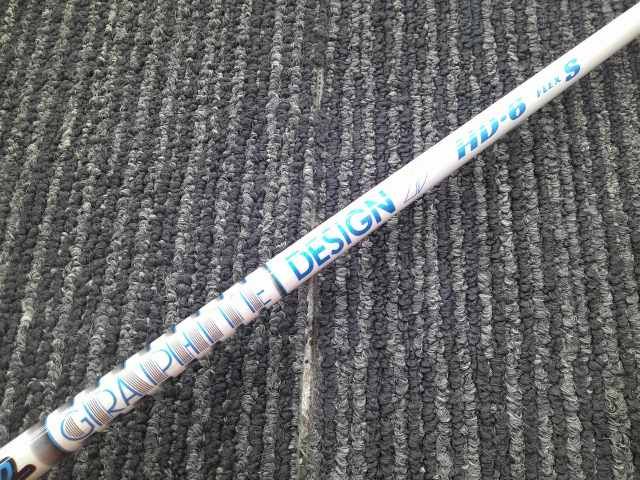 GRAPHITE DESIGN HD-6 FLEX S